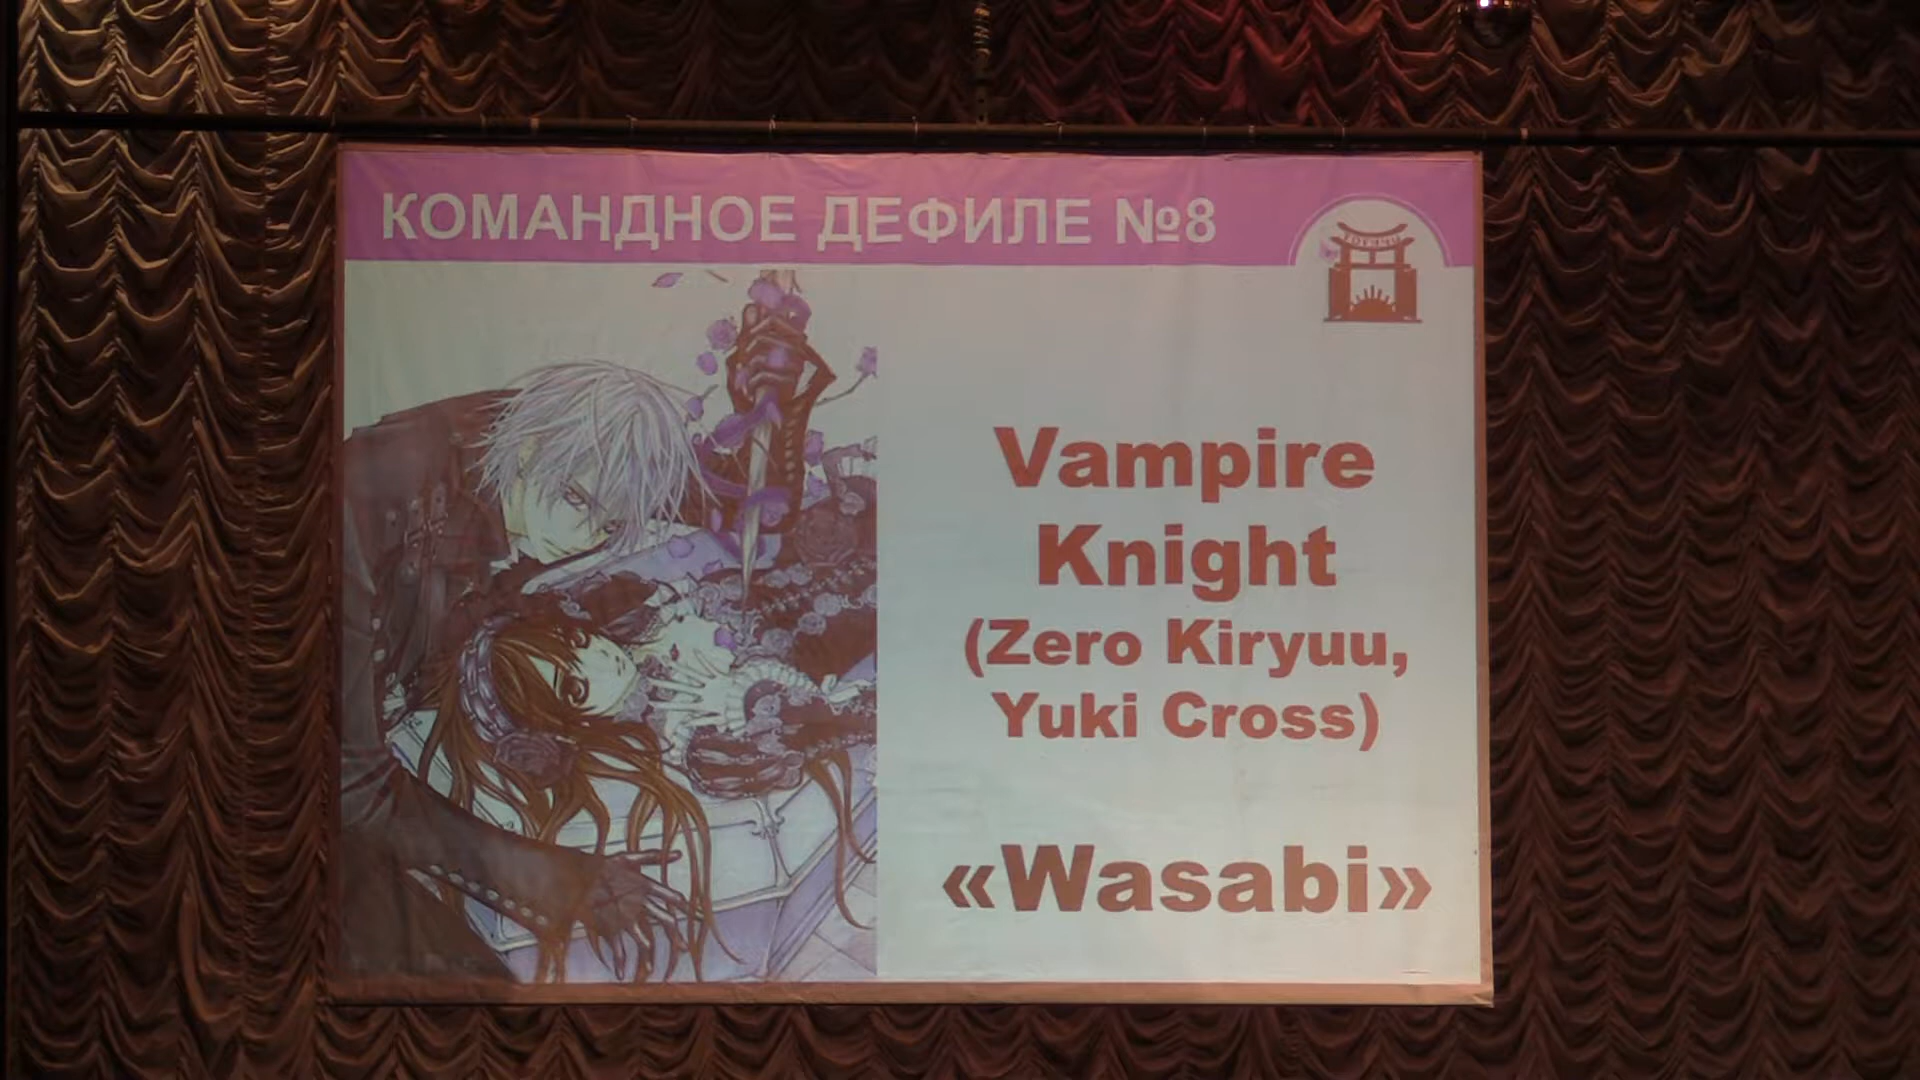 КОМАНДНОЕ ДЕФИЛЕ №8
Vampire
Knight
(Zero Kiryuu,
Yuki Cross)
«Wasabi»